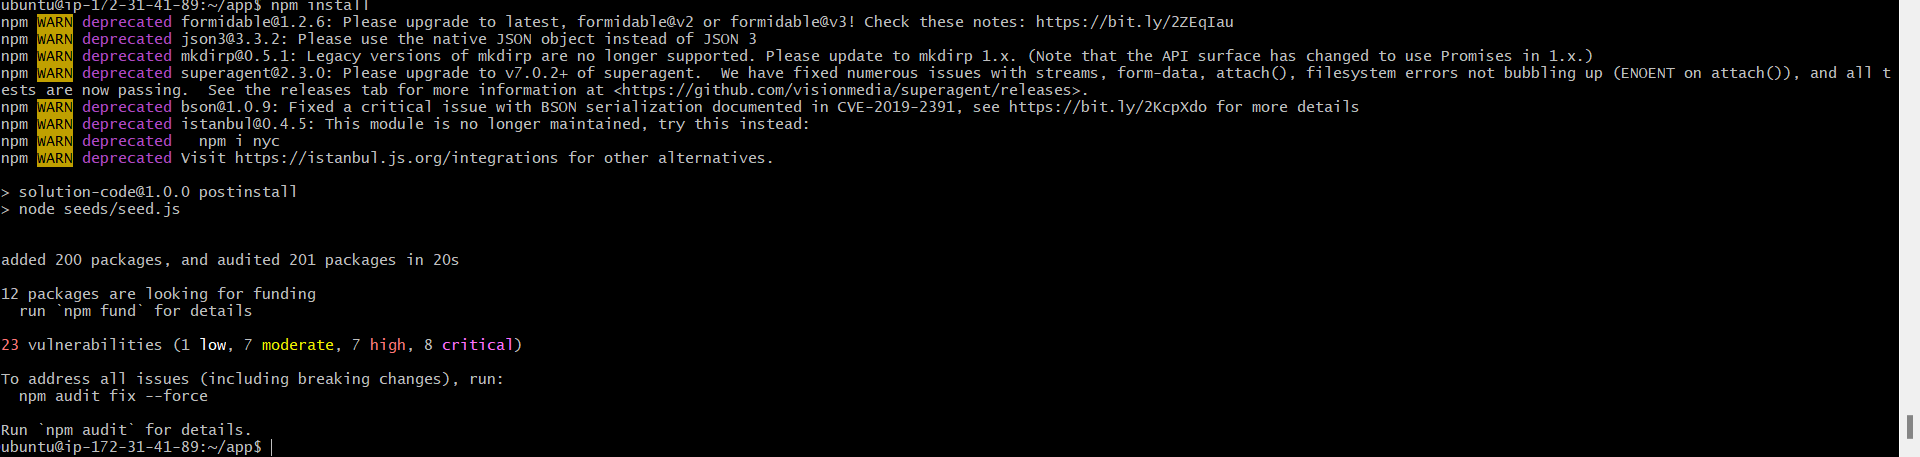 ubuntu@ip-172-31-41-89:~/app$ npm install
npm WARN deprecated formidable@1.2.6: Please upgrade to latest, formidable@v2 or formidable@v3! Check these notes: https://bit.ly/2ZEqIau
npm WARN deprecated json3@3.3.2: Please use the native JSON object instead of JSON 3
npm WARN deprecated mkdirp@0.5.1: Legacy versions of mkdirp are no longer supported. Please update to mkdirp 1.x. (Note that the API surface has changed to use Promises in 1.x.)
npm WARN deprecated superagent@2.3.0: Please upgrade to v7.0.2+ of superagent.  We have fixed numerous issues with streams, form-data, attach(), filesystem errors not bubbling up (ENOENT on attach()), and all t
ests are now passing.  See the releases tab for more information at <https://github.com/visionmedia/superagent/releases>.
npm WARN deprecated bson@1.0.9: Fixed a critical issue with BSON serialization documented in CVE-2019-2391, see https://bit.ly/2KcpXdo for more details
npm WARN deprecated istanbul@0.4.5: This module is no longer maintained, try this instead:
npm WARN deprecated   npm i nyc
npm WARN deprecated Visit https://istanbul.js.org/integrations for other alternatives.
> solution-code@1.0.0 postinstall
> node seeds/seed.js
added 200 packages, and audited 201 packages in 20s
12 packages are looking for funding
  run `npm fund` for details
23 vulnerabilities (1 low, 7 moderate, 7 high, 8 critical)
To address all issues (including breaking changes), run:
  npm audit fix --force
Run `npm audit` for details.
ubuntu@ip-172-31-41-89:~/app$